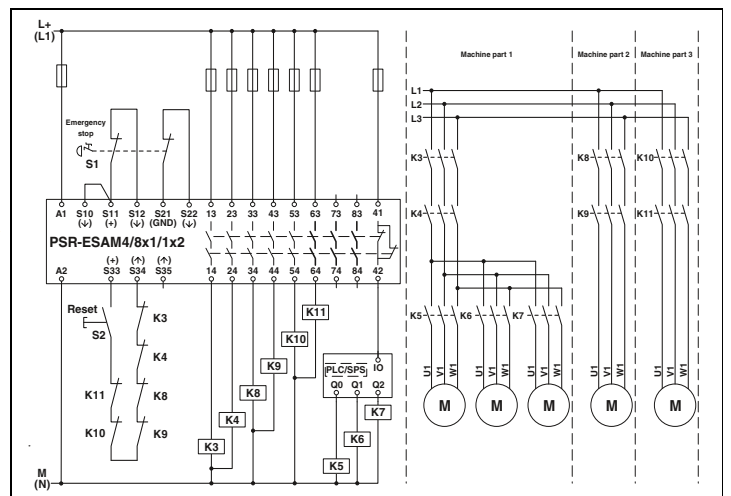 L+
(L1)
Machine part 1
Machine part 2
Machine part 3
L1
L2
L3
Emergency
stop
S1
K3
K8
K10
K4
K9
K11
A1 S10 S11 S12 S21 S22 13 23 33 43 53 63 73 83 41
(↓) (+) (↓) (GND) (↓)
PSR-ESAM4/8x1/1x2
(+) (↑) (↑)
A2 S33 S34 S35 14 24 34 44 54 64 74 84 42
Reset
S2
K3
K4
K11
K8
K10
K9
K11
K10
K9
K8
K4
K3
PLC/SPS
IO
Q0 Q1 Q2
K7
K6
K5
K5 K6 K7
U1 V1 W1
U1 V1 W1
U1 V1 W1
U1 V1 W1
U1 V1 W1
M M M M M
M
(N)